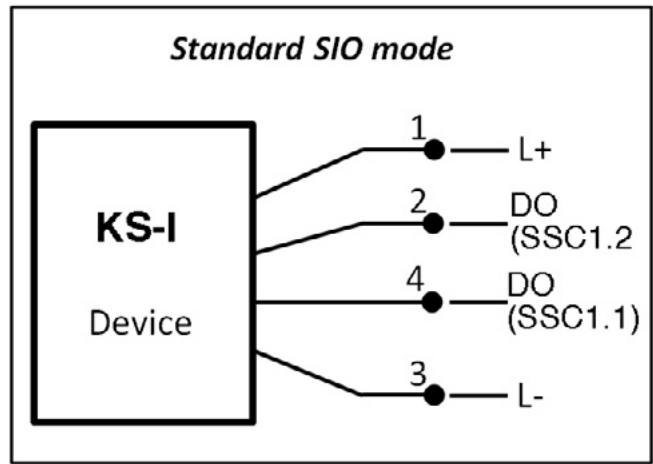 Standard SIO mode
KS-I
Device
1
L+
2
DO
(SSC1.2
4
DO
(SSC1.1)
3
L-